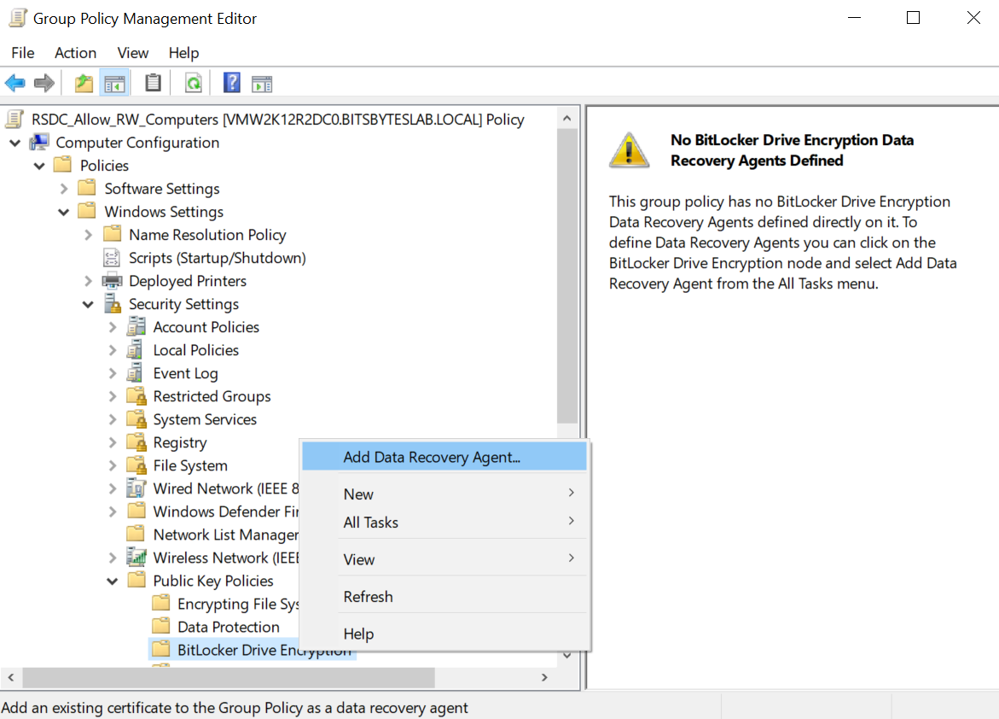 Group Policy Management Editor
File Action View Help
RSDC_Allow_RW_Computers [VMW2K12R2DC0.BITSBYTESLAB.LOCAL] Policy
Computer Configuration
Policies
Software Settings
Windows Settings
Name Resolution Policy
Scripts (Startup/Shutdown)
Deployed Printers
Security Settings
Account Policies
Local Policies
Event Log
Restricted Groups
System Services
Registry
File System
Wired Network (IEEE 8
Windows Defender Fir
Network List Manager
Wireless Network (IEE
Public Key Policies
Encrypting File Sys
Data Protection
BitLocker Drive Encryption
Add Data Recovery Agent...
New
All Tasks
View
Refresh
Help
No BitLocker Drive Encryption Data
Recovery Agents Defined
This group policy has no BitLocker Drive Encryption
Data Recovery Agents defined directly on it. To
define Data Recovery Agents you can click on the
BitLocker Drive Encryption node and select Add Data
Recovery Agent from the All Tasks menu.
Add an existing certificate to the Group Policy as a data recovery agent